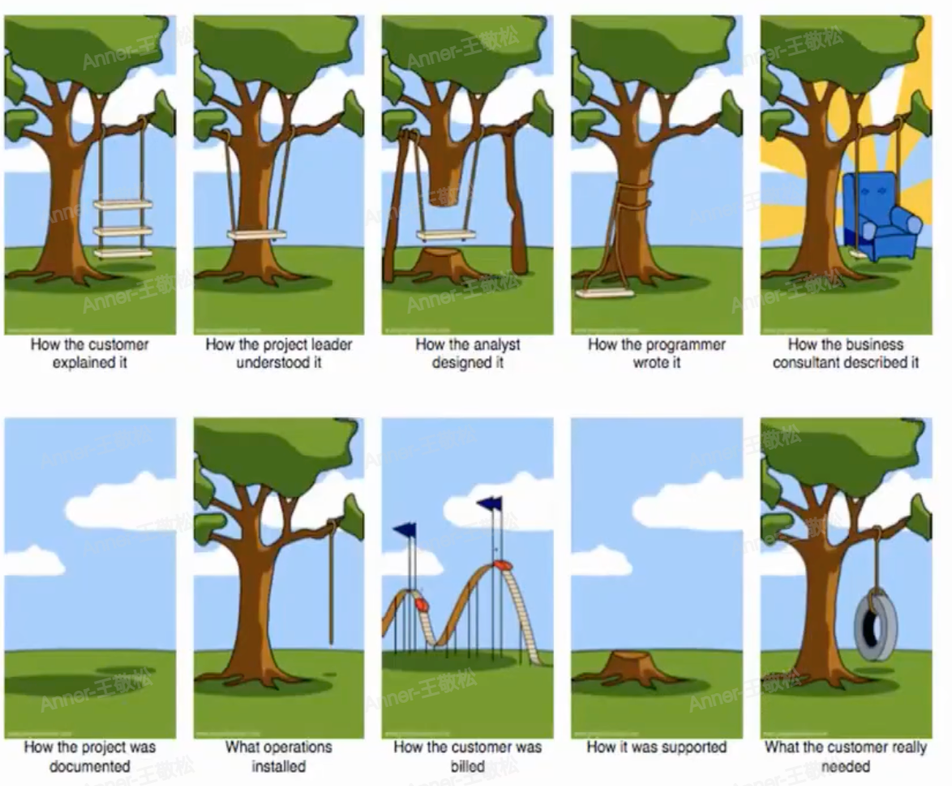 How the customer
explained it
How the project leader
understood it
How the analyst
designed it
How the programmer
wrote it
How the business
consultant described it
How the project was
documented
What operations
installed
How the customer was
billed
How it was supported
What the customer really
needed
Anner-王敬松